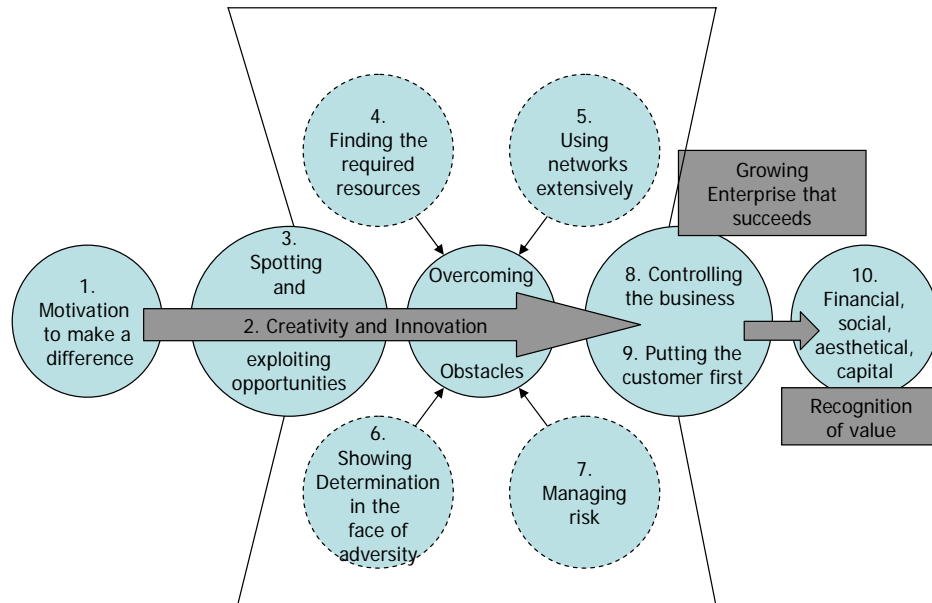 1.
Motivation
to make a
difference
2. Creativity and Innovation
3.
Spotting
and
exploiting
opportunities
4.
Finding the
required
resources
5.
Using
networks
extensively
Overcoming
Obstacles
6.
Showing
Determination
in the
face of
adversity
7.
Managing
risk
8. Controlling
the business
9. Putting the
customer first
Growing
Enterprise that
succeeds
10.
Financial,
social,
aesthetical,
capital
Recognition
of value